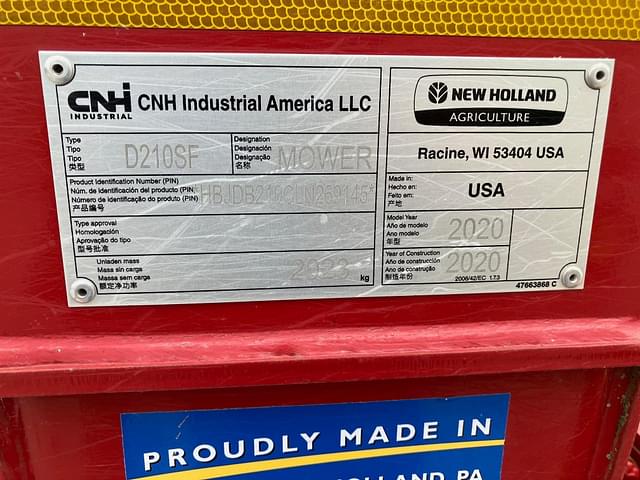 CNH INDUSTRIAL
CNH Industrial America LLC
Type
Tipo
Tipo
类型
D210SF
Designation
Designación
Designação
名称
MOWER
Product Identification Number (PIN)
Núm. de identificación del producto (PIN)
Número de identificação do produto (PIN)
产品编号
Type approval
Homologación
Aprovação do tipo
型号批准
Unladen mass
Masa sin carga
Massa sem carga
额定净功率
kg
NEW HOLLAND
AGRICULTURE
Racine, WI 53404 USA
Made in:
Hecho en:
Feito em:
产地
USA
Model Year
Año de modelo
Ano de modelo
年型
2020
Year of Construction
Año de construcción
Ano de construção
制造年份
2020
2006/42/EC 1.7.3
47663868 C
PROUDLY MADE IN
HOLLAND, PA